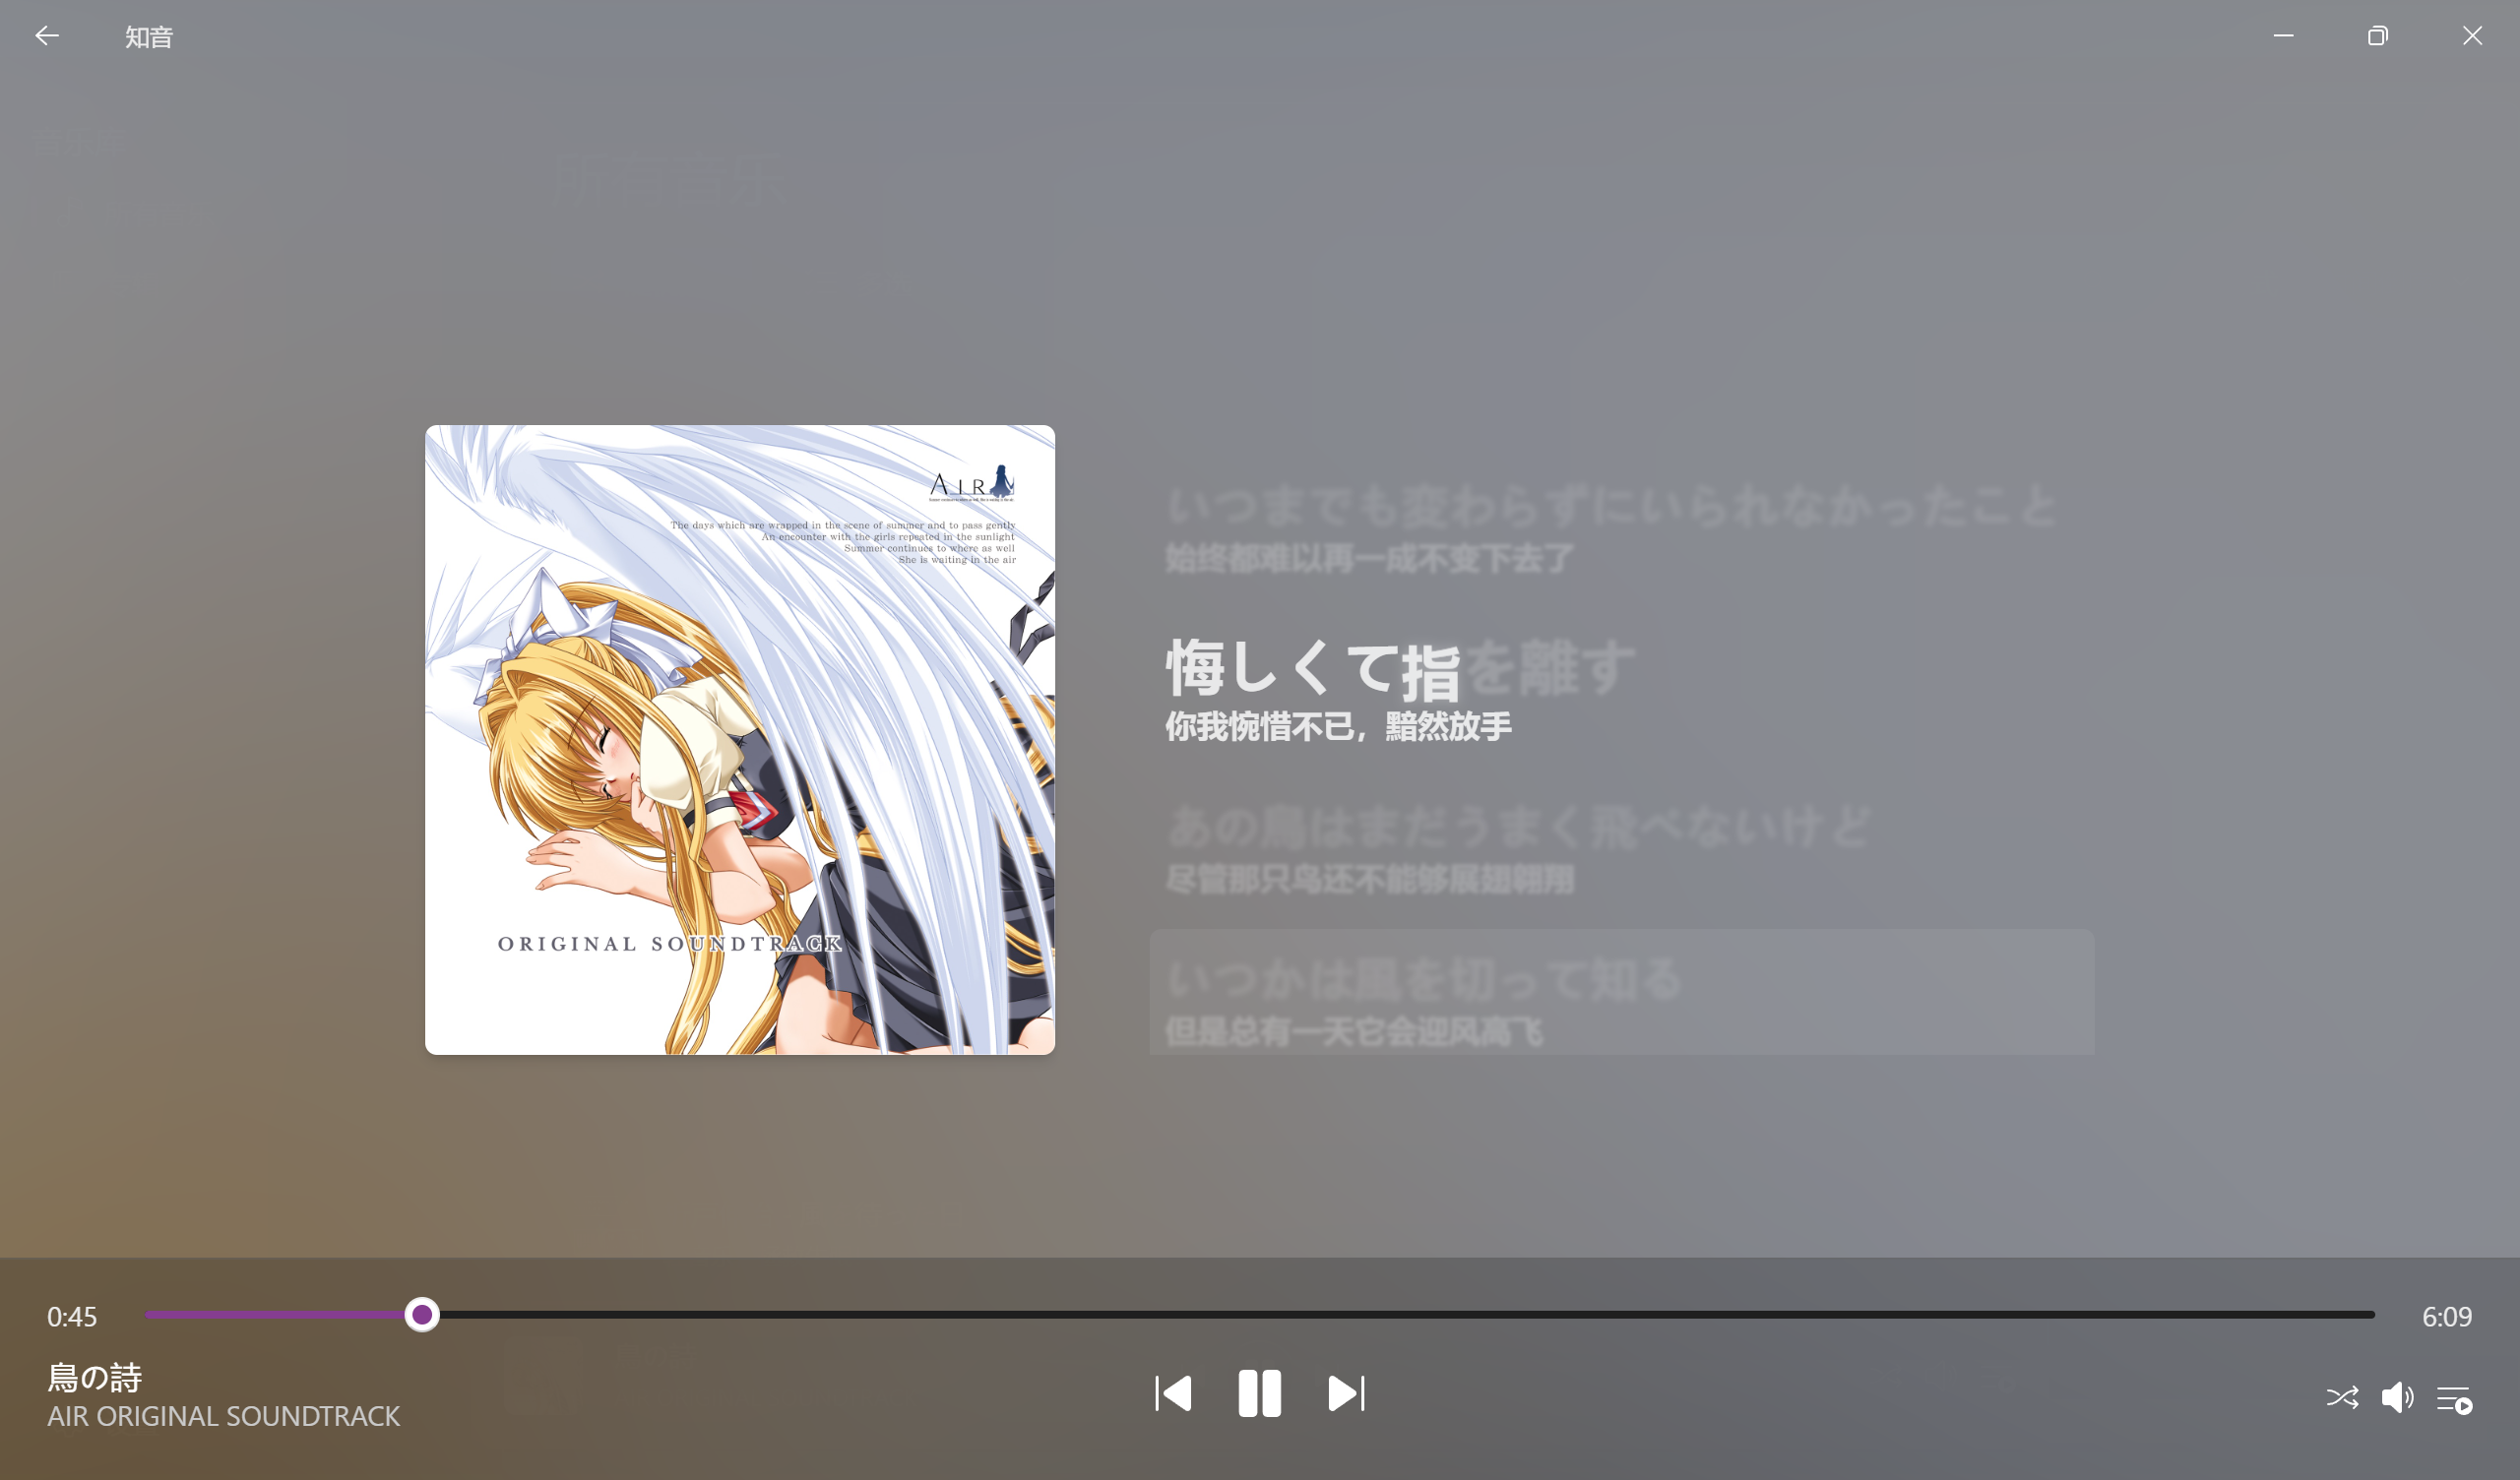 知音
所有音乐
AIR
The days which are wrapped in the scene of summer and to pass gently
An encounter with the girls repeated in the sunlight
Summer continues to where as well
She is waiting in the air
ORIGINAL SOUNDTRACK
いつまでも変わらずにいられなかったこと
始终都难以再一成不变下去了
悔しくて指を離す
你我惋惜不已，黯然放手
あの鳥はまだうまく飛べないけど
尽管那只鸟还不能够展翅翱翔
いつかは風を切って知る
但是总有一天它会迎风高飞
0:45
6:09
鳥の詩
AIR ORIGINAL SOUNDTRACK